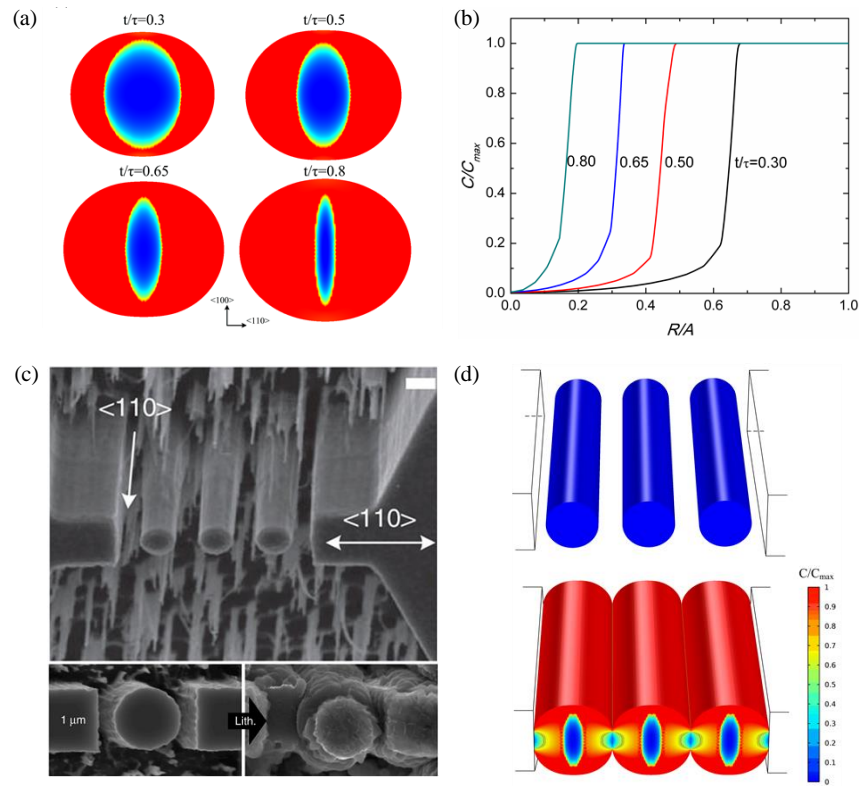 (a)
t/τ=0.3
t/τ=0.5
t/τ=0.65
t/τ=0.8
<100>
<110>
(b)
C/Cmax
1.0
0.8
0.6
0.4
0.2
0.0
0.80
0.65
0.50
t/τ=0.30
0.0 0.2 0.4 0.6 0.8 1.0
R/A
(c)
<110>
<110>
1 μm
Lith.
(d)
C/Cmax
1
0.9
0.8
0.7
0.6
0.5
0.4
0.3
0.2
0.1
0